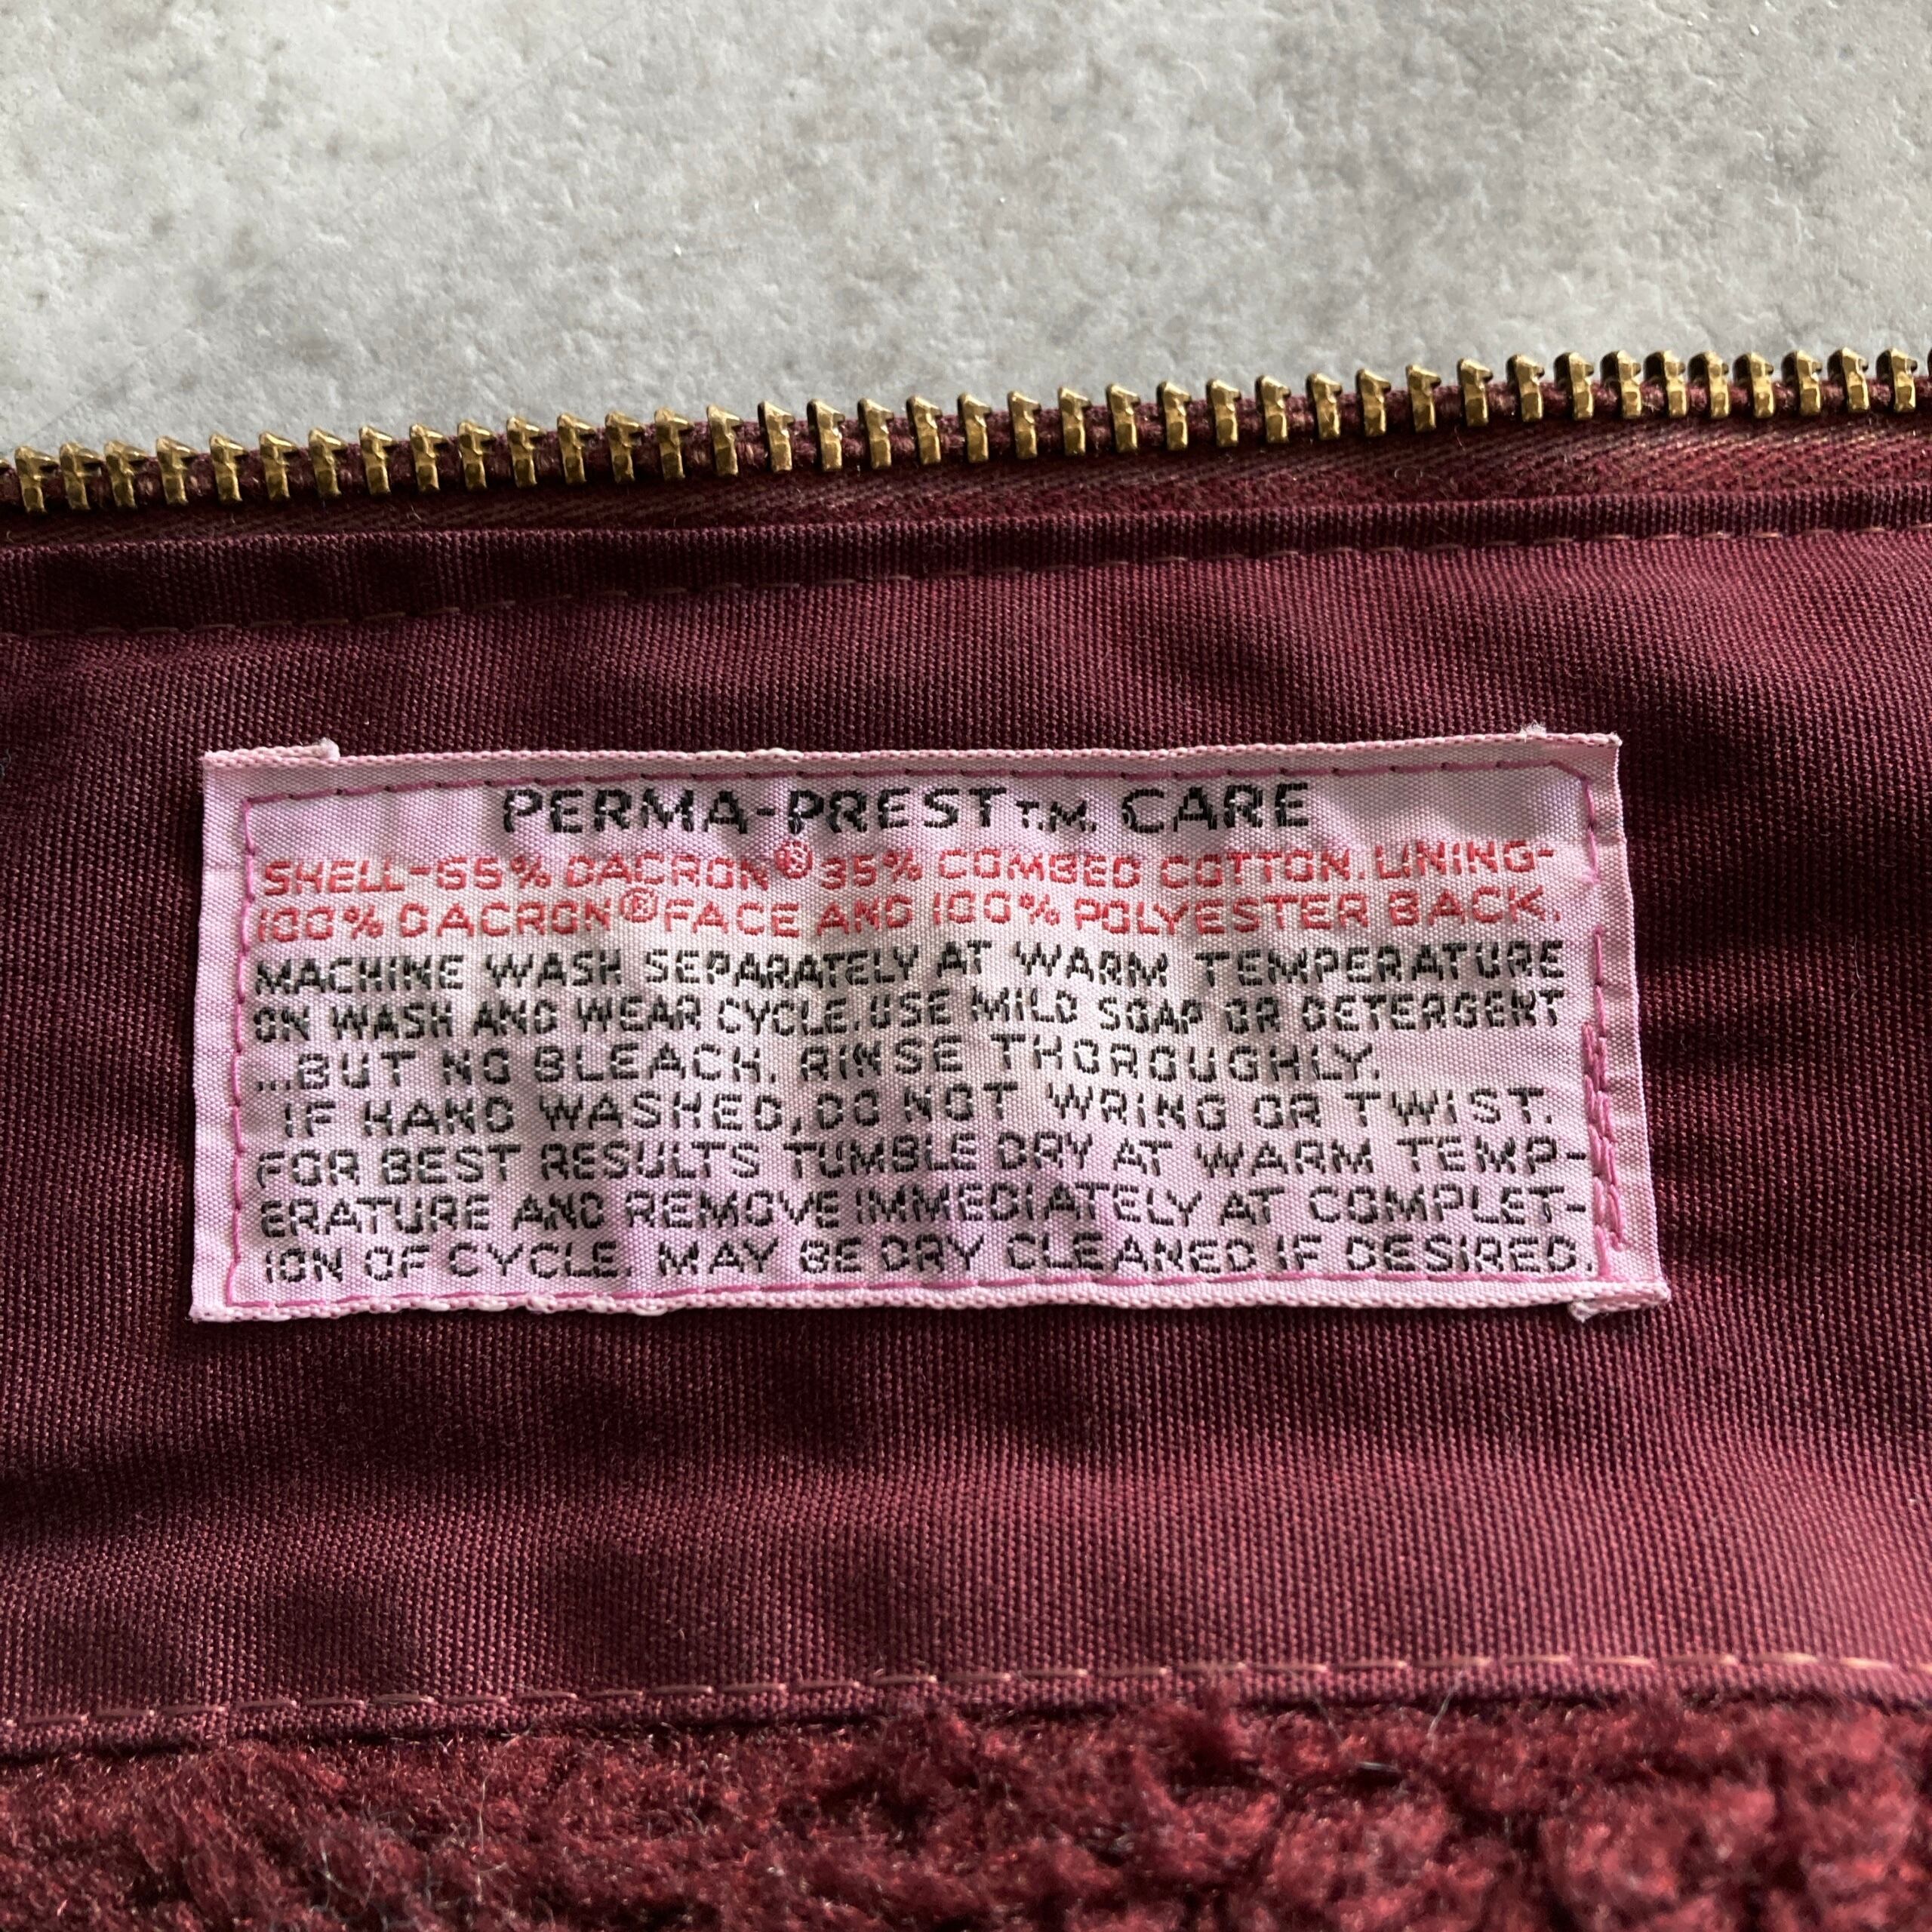 PERMA-PREST T.M. CARE
SHELL-65% DACRON® 35% COMBED COTTON. LINING-
100% DACRON® FACE AND 100% POLYESTER BACK.
MACHINE WASH SEPARATELY AT WARM TEMPERATURE
ON WASH AND WEAR CYCLE. USE MILD SOAP OR DETERGENT
...BUT NO BLEACH. RINSE THOROUGHLY.
IF HAND WASHED, DO NOT WRING OR TWIST.
FOR BEST RESULTS TUMBLE DRY AT WARM TEMP-
ERATURE AND REMOVE IMMEDIATELY AT COMPLET-
ION OF CYCLE. MAY BE DRY CLEANED IF DESIRED.